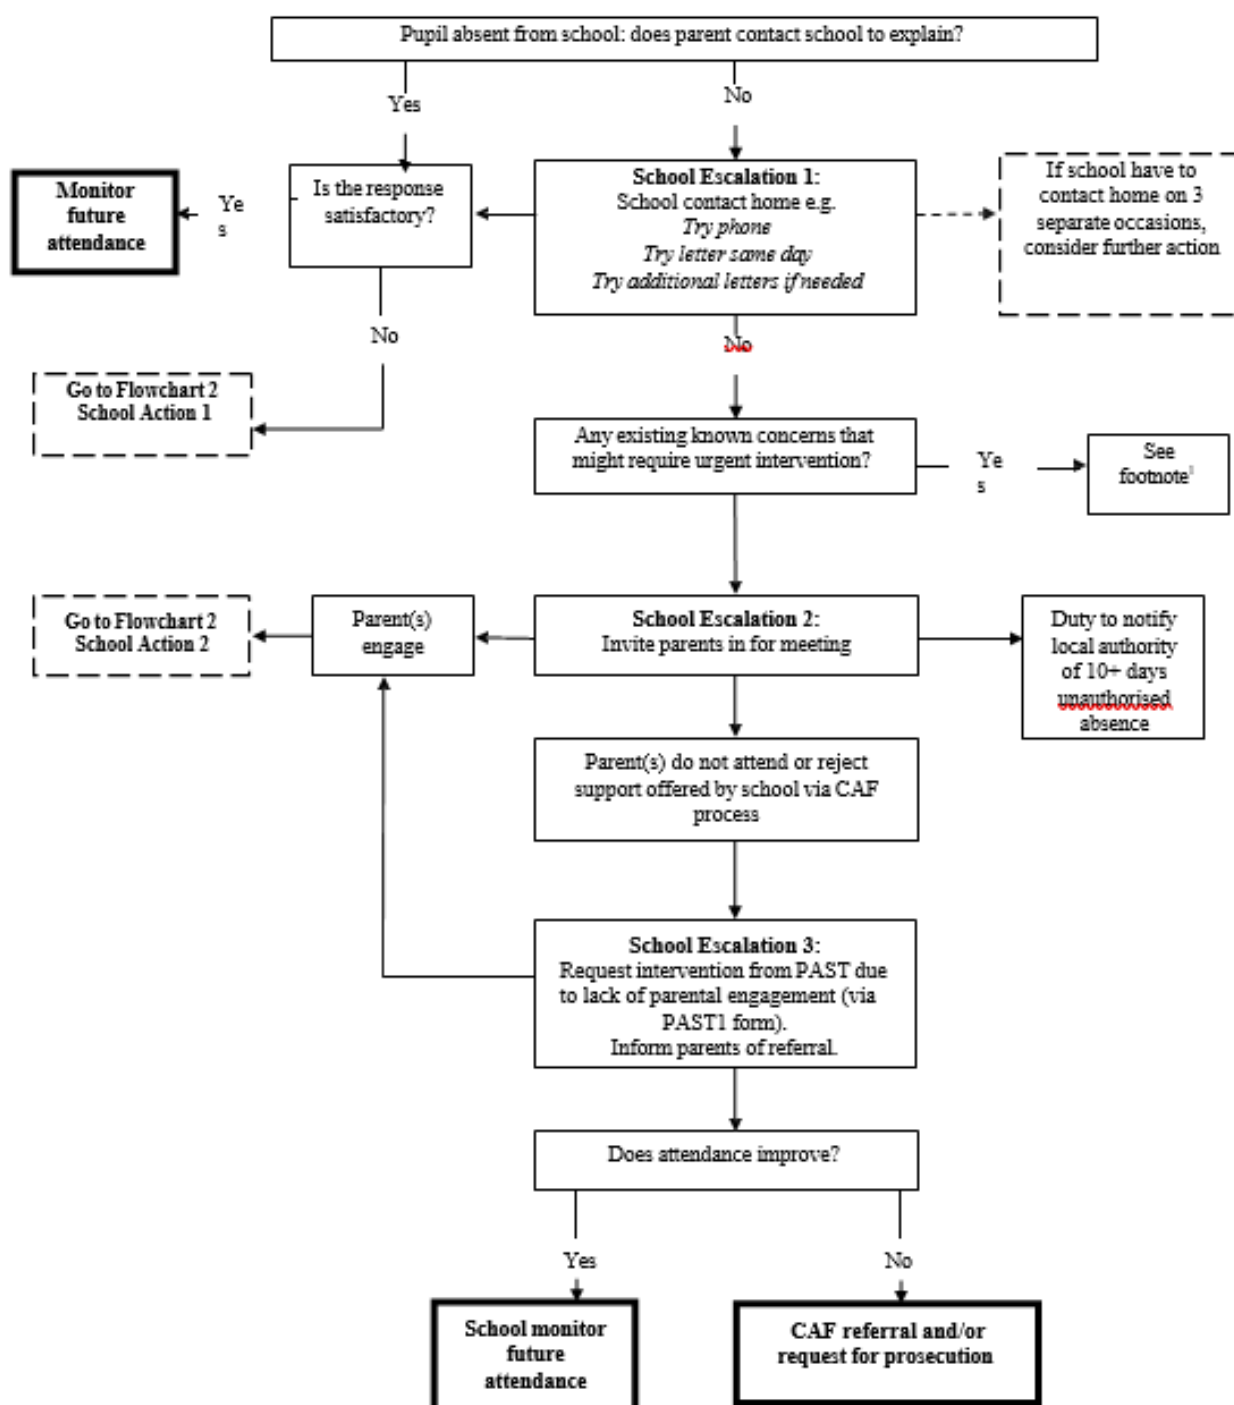 Pupil absent from school: does parent contact school to explain?
Yes
No
Monitor
future
attendance
Ye
s
Is the response
satisfactory?
School Escalation 1:
School contact home e.g.
Try phone
Try letter same day
Try additional letters if needed
If school have to
contact home on 3
separate occasions,
consider further action
No
No
Go to Flowchart 2
School Action 1
Any existing known concerns that
might require urgent intervention?
Ye
s
See
footnote¹
Go to Flowchart 2
School Action 2
Parent(s)
engage
School Escalation 2:
Invite parents in for meeting
Duty to notify
local authority
of 10+ days
unauthorised
absence
Parent(s) do not attend or reject
support offered by school via CAF
process
School Escalation 3:
Request intervention from PAST due
to lack of parental engagement (via
PAST1 form).
Inform parents of referral.
Does attendance improve?
Yes
No
School monitor
future
attendance
CAF referral and/or
request for prosecution